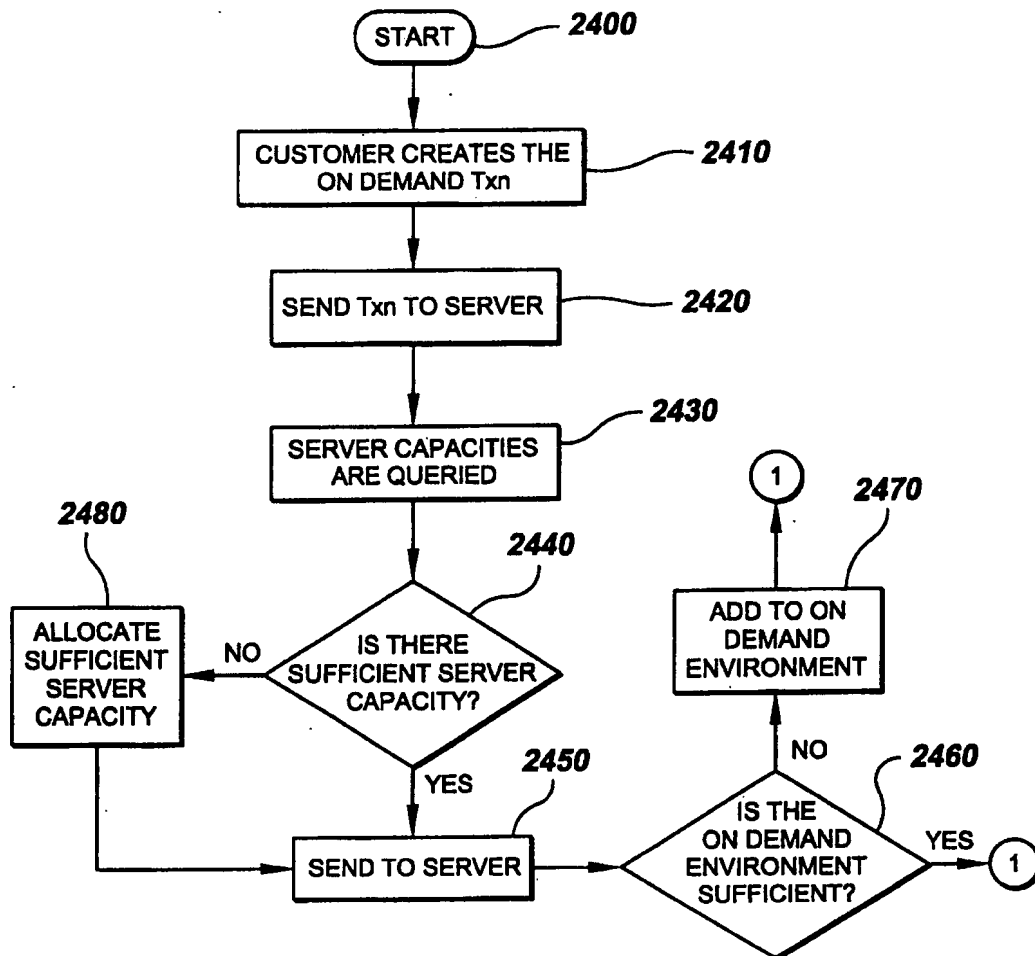 START
2400
CUSTOMER CREATES THE
ON DEMAND Txn
2410
SEND Txn TO SERVER
2420
SERVER CAPACITIES
ARE QUERIED
2430
2480
ALLOCATE
SUFFICIENT
SERVER
CAPACITY
NO
2440
IS THERE
SUFFICIENT SERVER
CAPACITY?
YES
2450
SEND TO SERVER
1
2470
ADD TO ON
DEMAND
ENVIRONMENT
NO
2460
IS THE
ON DEMAND
ENVIRONMENT
SUFFICIENT?
YES
1